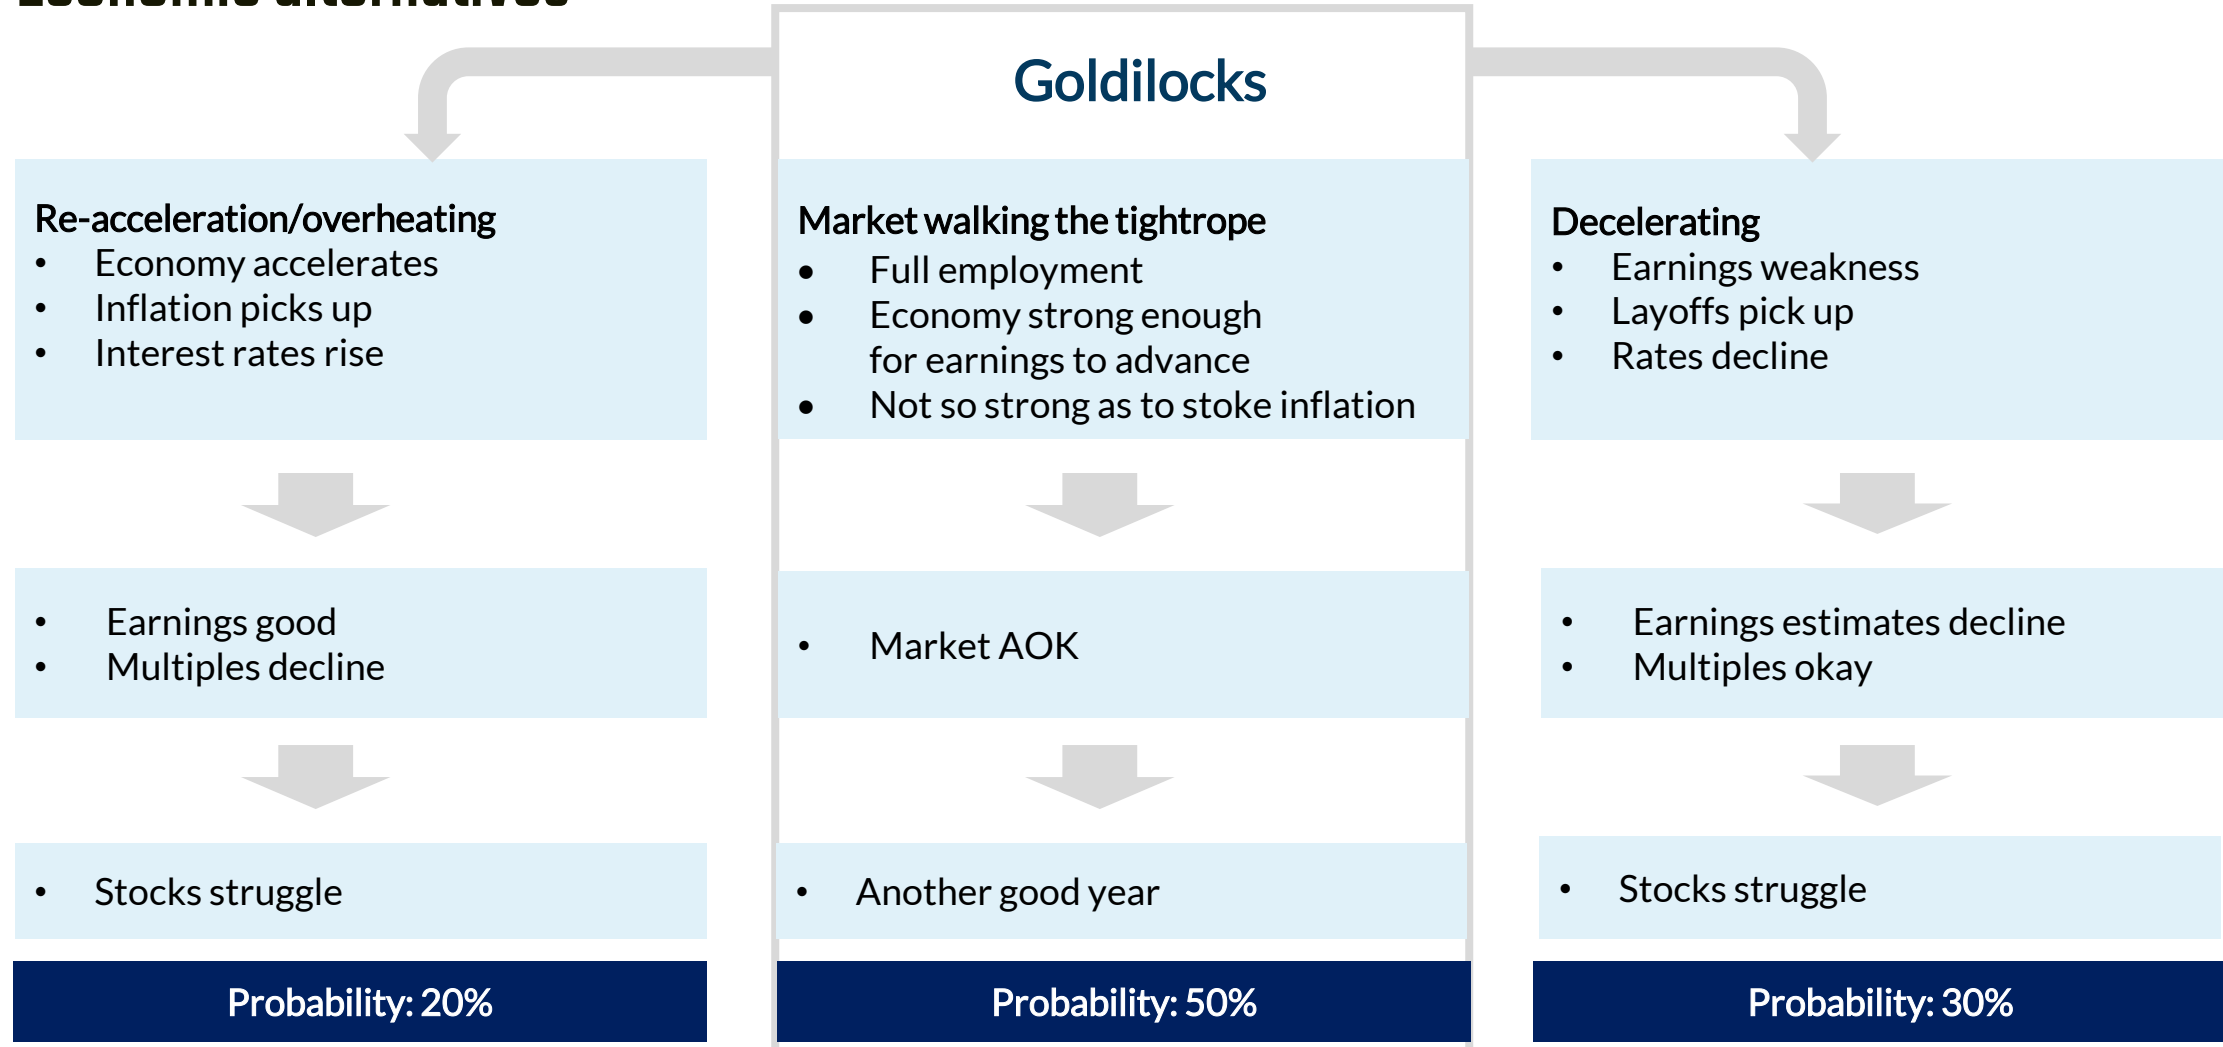 Economic alternatives
Goldilocks
Re-acceleration/overheating
• Economy accelerates
• Inflation picks up
• Interest rates rise
Market walking the tightrope
• Full employment
• Economy strong enough
for earnings to advance
• Not so strong as to stoke inflation
Decelerating
• Earnings weakness
• Layoffs pick up
• Rates decline
• Earnings good
• Multiples decline
• Market AOK
• Earnings estimates decline
• Multiples okay
• Stocks struggle
• Another good year
• Stocks struggle
Probability: 20%
Probability: 50%
Probability: 30%